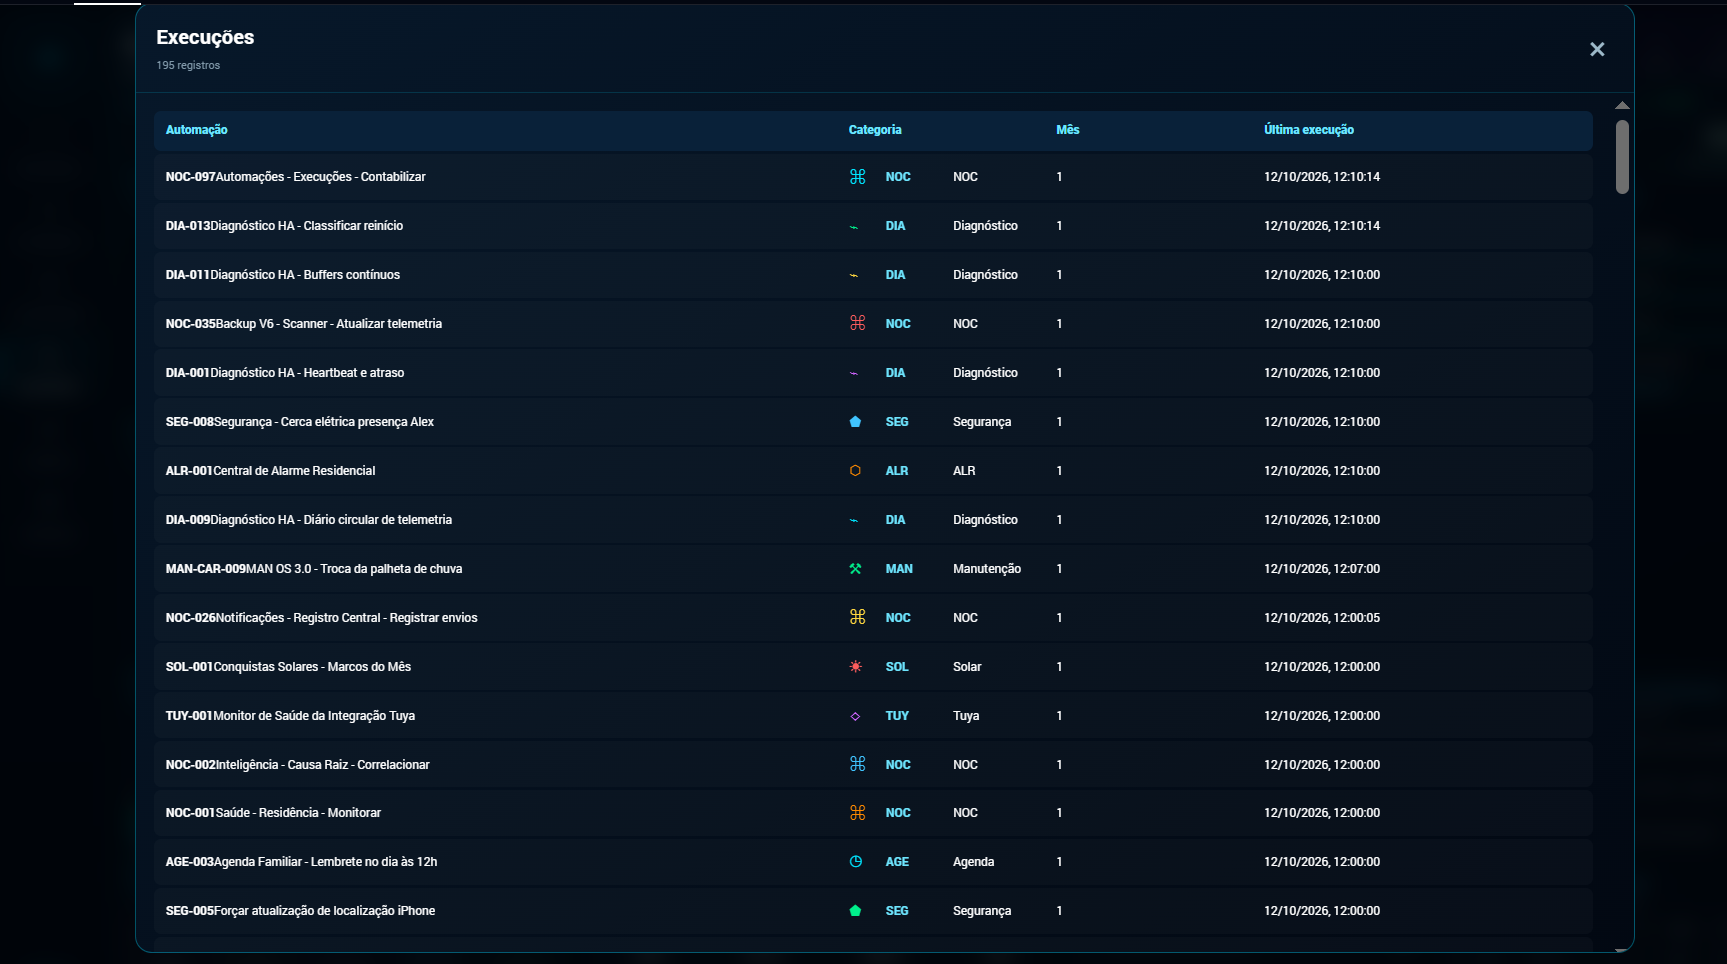 Execuções
195 registros
Automação Categoria Mês Última execução
NOC-097Automações - Execuções - Contabilizar NOC NOC 1 12/10/2026, 12:10:14
DIA-013Diagnóstico HA - Classificar reinício DIA Diagnóstico 1 12/10/2026, 12:10:14
DIA-011Diagnóstico HA - Buffers contínuos DIA Diagnóstico 1 12/10/2026, 12:10:00
NOC-035Backup V6 - Scanner - Atualizar telemetria NOC NOC 1 12/10/2026, 12:10:00
DIA-001Diagnóstico HA - Heartbeat e atraso DIA Diagnóstico 1 12/10/2026, 12:10:00
SEG-008Segurança - Cerca elétrica presença Alex SEG Segurança 1 12/10/2026, 12:10:00
ALR-001Central de Alarme Residencial ALR ALR 1 12/10/2026, 12:10:00
DIA-009Diagnóstico HA - Diário circular de telemetria DIA Diagnóstico 1 12/10/2026, 12:10:00
MAN-CAR-009MAN OS 3.0 - Troca da palheta de chuva MAN Manutenção 1 12/10/2026, 12:07:00
NOC-026Notificações - Registro Central - Registrar envios NOC NOC 1 12/10/2026, 12:00:05
SOL-001Conquistas Solares - Marcos do Mês SOL Solar 1 12/10/2026, 12:00:00
TUY-001Monitor de Saúde da Integração Tuya TUY Tuya 1 12/10/2026, 12:00:00
NOC-002Inteligência - Causa Raiz - Correlacionar NOC NOC 1 12/10/2026, 12:00:00
NOC-001Saúde - Residência - Monitorar NOC NOC 1 12/10/2026, 12:00:00
AGE-003Agenda Familiar - Lembrete no dia às 12h AGE Agenda 1 12/10/2026, 12:00:00
SEG-005Forçar atualização de localização iPhone SEG Segurança 1 12/10/2026, 12:00:00